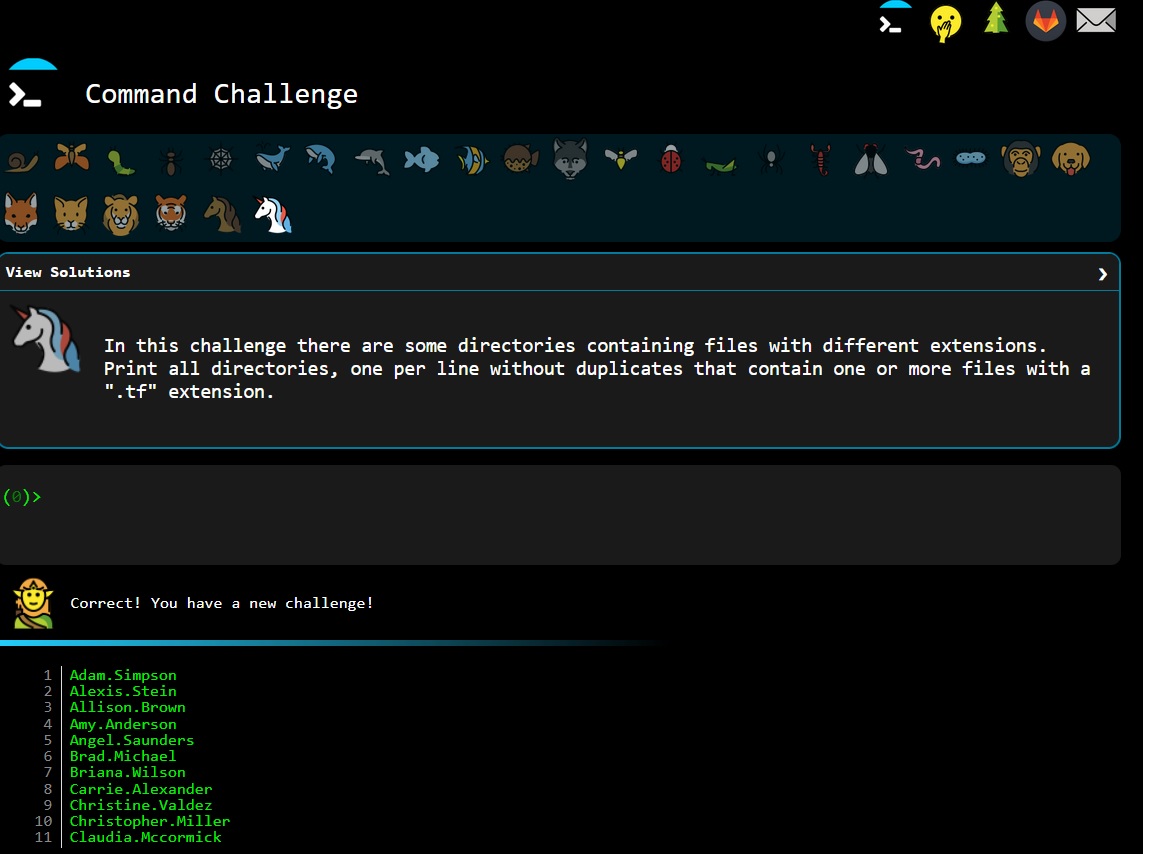 Command Challenge
View Solutions
In this challenge there are some directories containing files with different extensions.
Print all directories, one per line without duplicates that contain one or more files with a
".tf" extension.
(0)>
Correct! You have a new challenge!
1 Adam.Simpson
2 Alexis.Stein
3 Allison.Brown
4 Amy.Anderson
5 Angel.Saunders
6 Brad.Michael
7 Briana.Wilson
8 Carrie.Alexander
9 Christine.Valdez
10 Christopher.Miller
11 Claudia.Mccormick